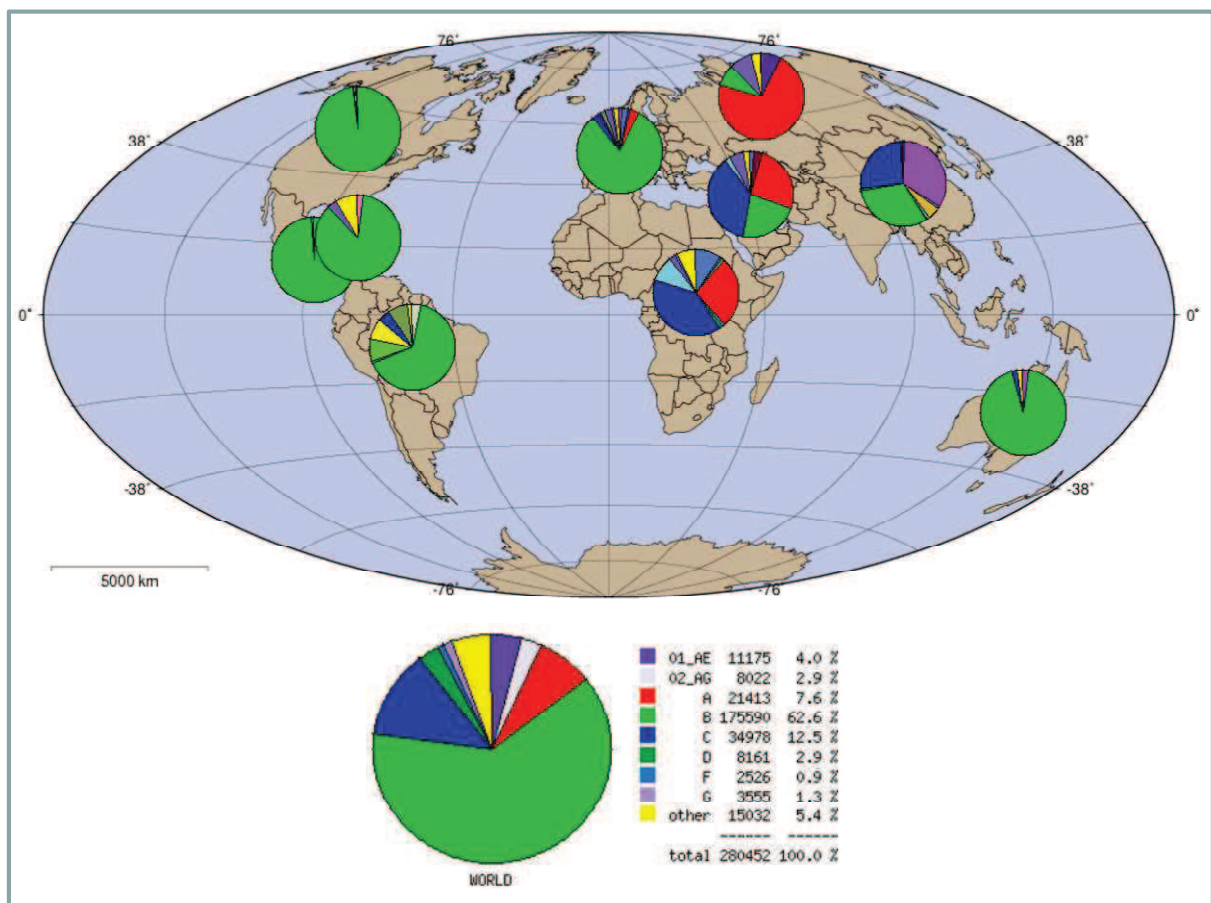 76°
76°
38°
38°
0°
0°
-38°
-38°
5000 km
-76°
-76°
01_AE 11175 4.0 %
02_AG 8022 2.9 %
A 21413 7.6 %
B 175590 62.6 %
C 34978 12.5 %
D 8161 2.9 %
F 2526 0.9 %
G 3555 1.3 %
other 15032 5.4 %
------ ------
total 280452 100.0 %
WORLD